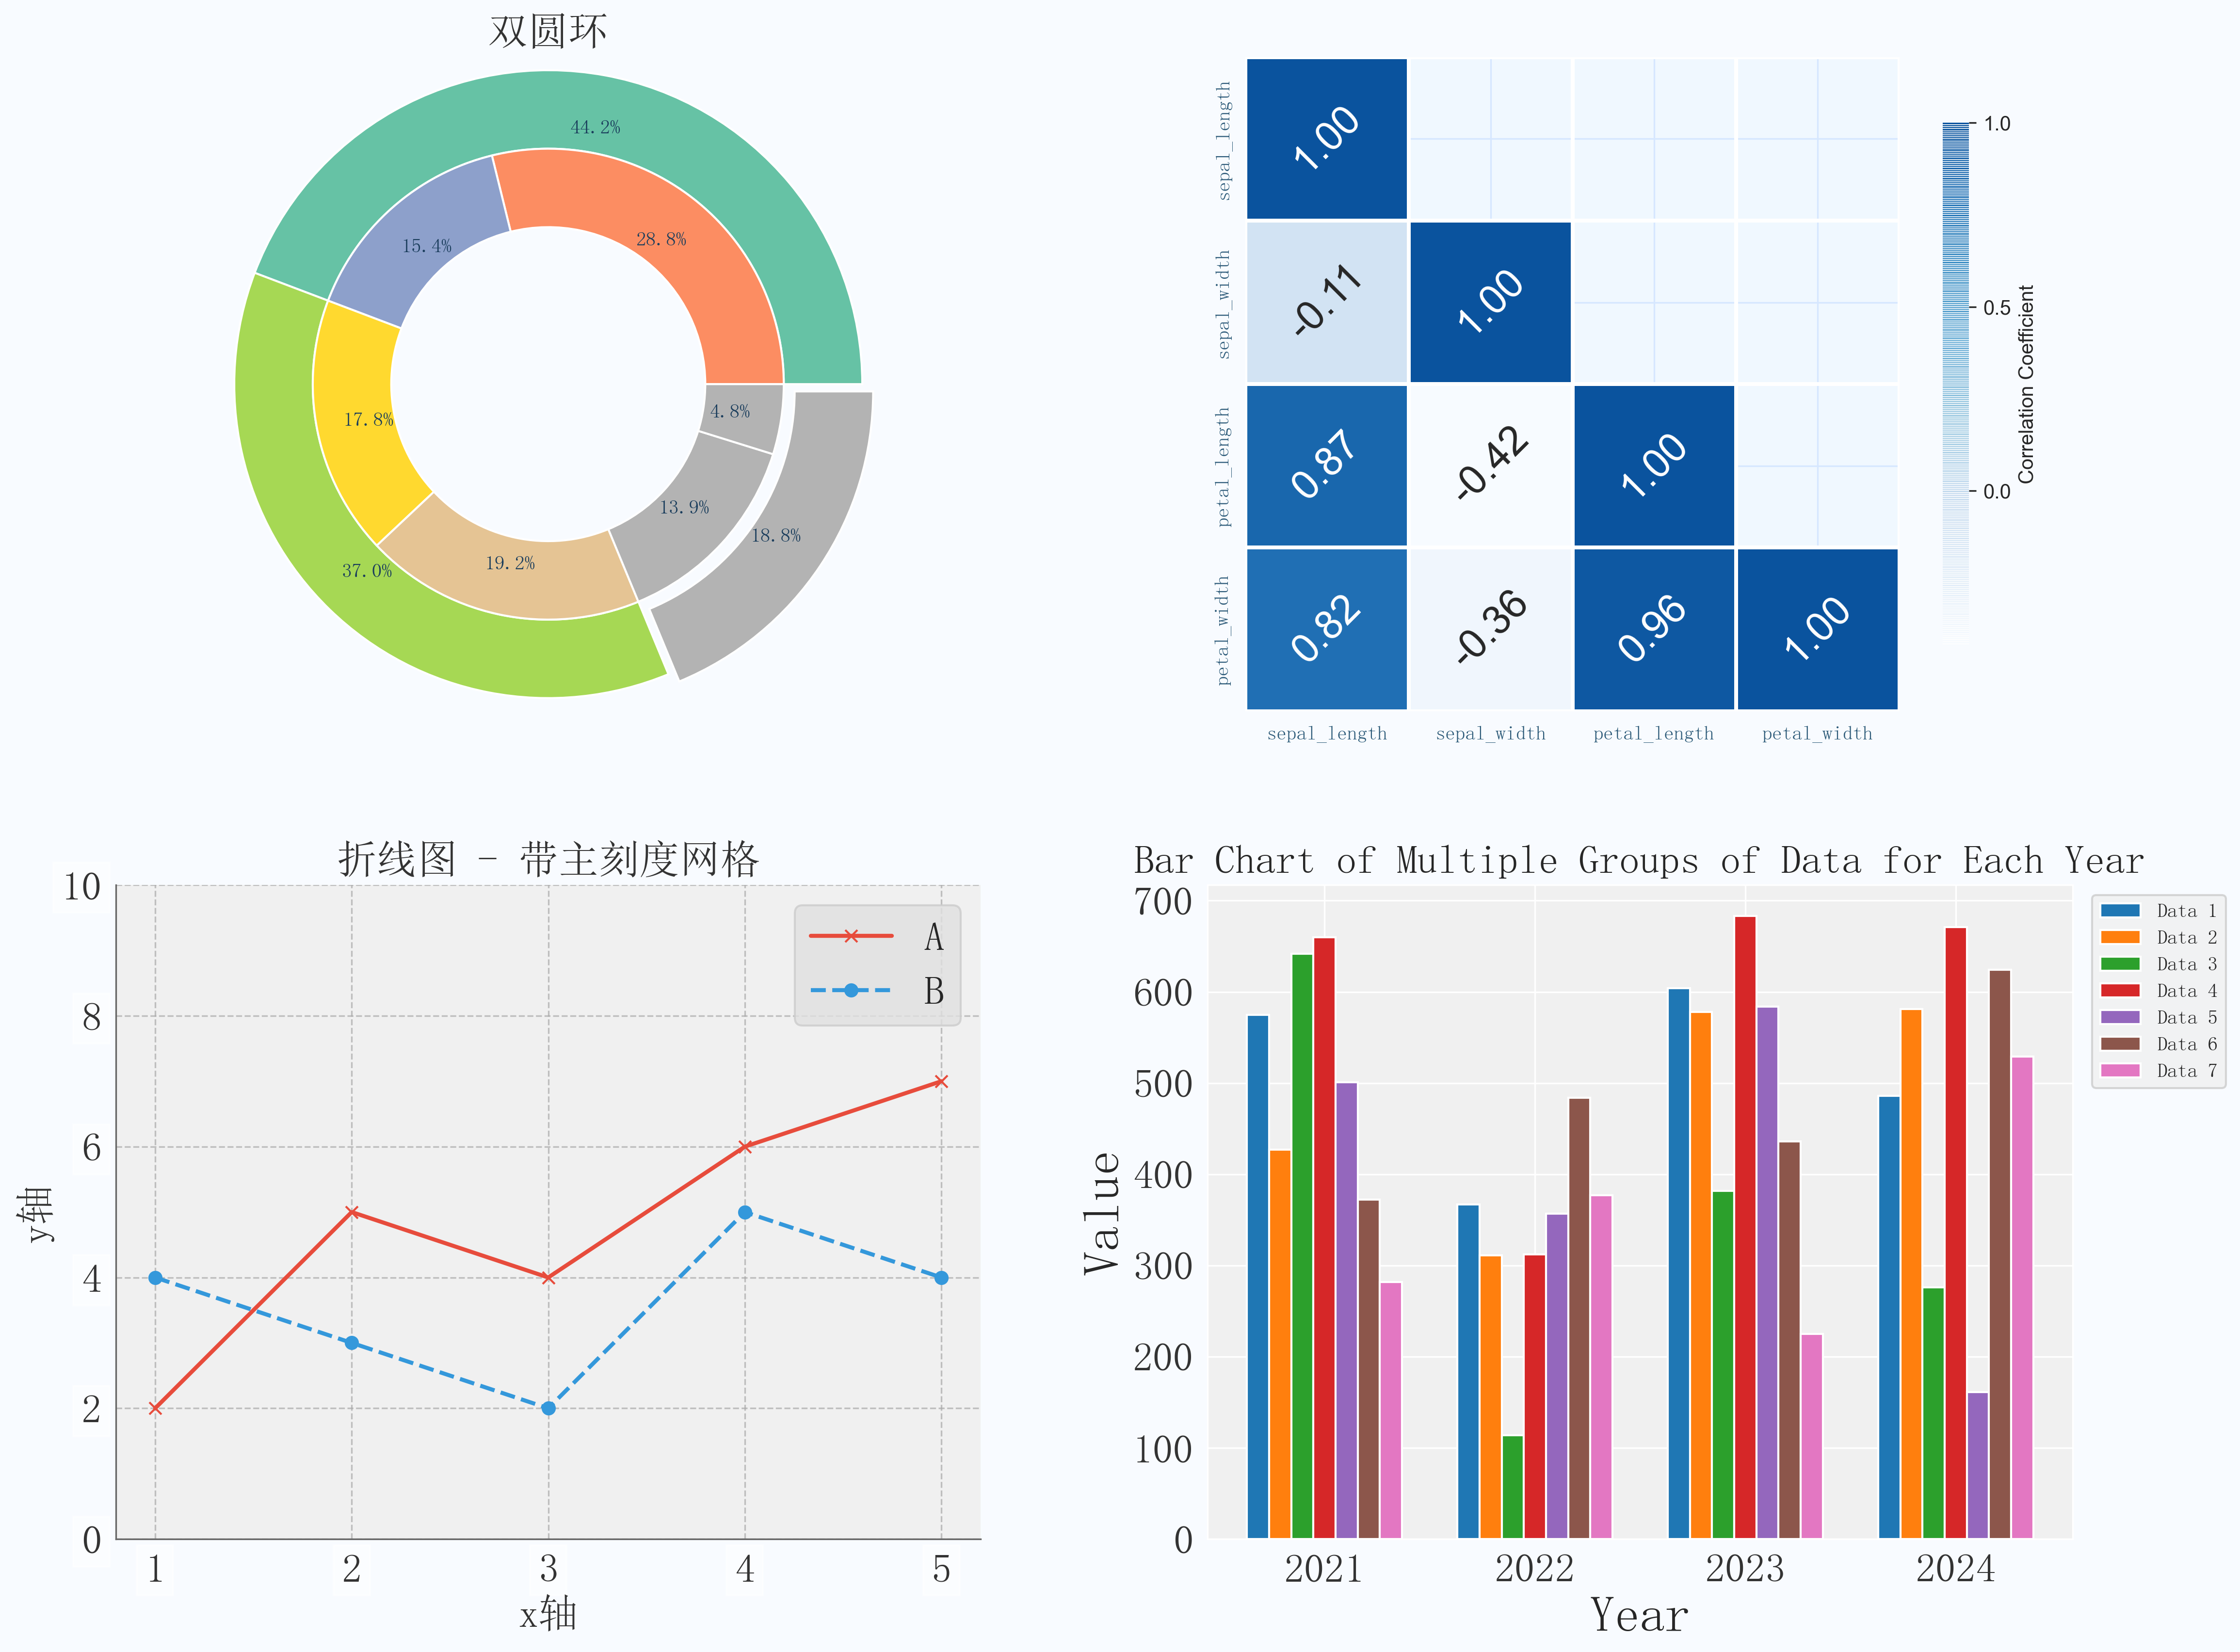 双圆环
44.2%
28.8%
15.4%
17.8%
4.8%
13.9%
18.8%
19.2%
37.0%
sepal_length
sepal_width
petal_length
petal_width
1.00
-0.11
1.00
0.87
-0.42
1.00
0.82
-0.36
0.96
1.00
sepal_length
sepal_width
petal_length
petal_width
1.0
0.5
0.0
Correlation Coefficient
折线图 - 带主刻度网格
10
8
6
4
2
0
y轴
A
B
1
2
3
4
5
x轴
Bar Chart of Multiple Groups of Data for Each Year
700
600
500
400
300
200
100
0
Value
2021
2022
2023
2024
Year
Data 1
Data 2
Data 3
Data 4
Data 5
Data 6
Data 7